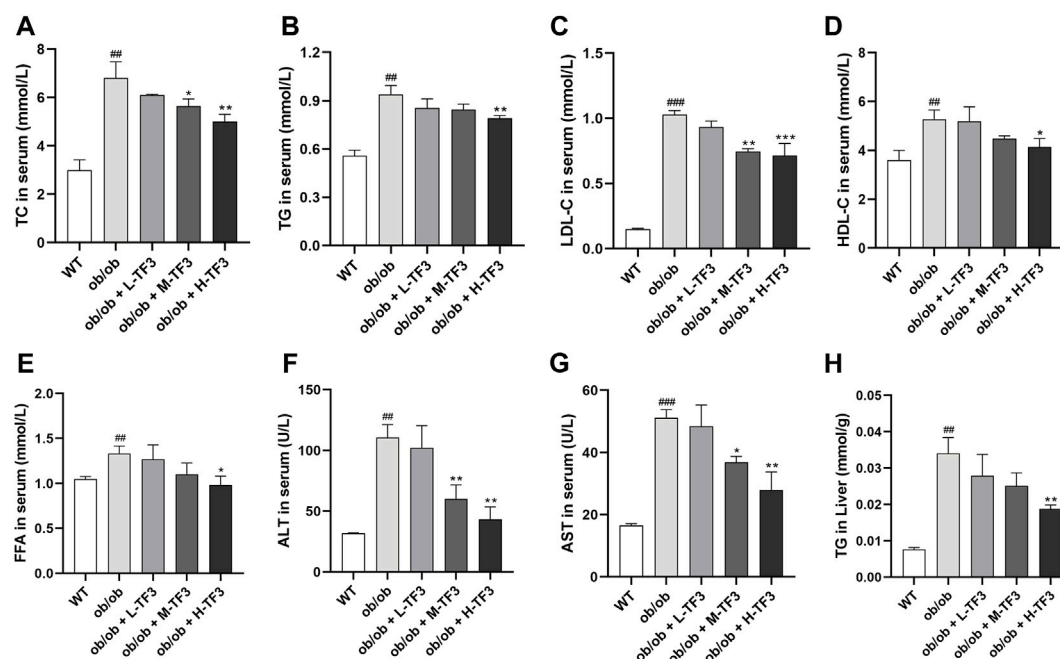 A
TC in serum (mmol/L)
8
6
4
2
0
##
*
**
WT
ob/ob
ob/ob + L-TF3
ob/ob + M-TF3
ob/ob + H-TF3
B
TG in serum (mmol/L)
1.2
0.9
0.6
0.3
0.0
##
**
WT
ob/ob
ob/ob + L-TF3
ob/ob + M-TF3
ob/ob + H-TF3
C
LDL-C in serum (mmol/L)
1.5
1.0
0.5
0.0
###
**
***
WT
ob/ob
ob/ob + L-TF3
ob/ob + M-TF3
ob/ob + H-TF3
D
HDL-C in serum (mmol/L)
8
6
4
2
0
##
*
WT
ob/ob
ob/ob + L-TF3
ob/ob + M-TF3
ob/ob + H-TF3
E
FFA in serum (mmol/L)
2.0
1.5
1.0
0.5
0.0
##
*
WT
ob/ob
ob/ob + L-TF3
ob/ob + M-TF3
ob/ob + H-TF3
F
ALT in serum (U/L)
150
100
50
0
##
**
**
WT
ob/ob
ob/ob + L-TF3
ob/ob + M-TF3
ob/ob + H-TF3
G
AST in serum (U/L)
60
40
20
0
###
*
**
WT
ob/ob
ob/ob + L-TF3
ob/ob + M-TF3
ob/ob + H-TF3
H
TG in Liver (mmol/g)
0.05
0.04
0.03
0.02
0.01
0.00
##
**
WT
ob/ob
ob/ob + L-TF3
ob/ob + M-TF3
ob/ob + H-TF3